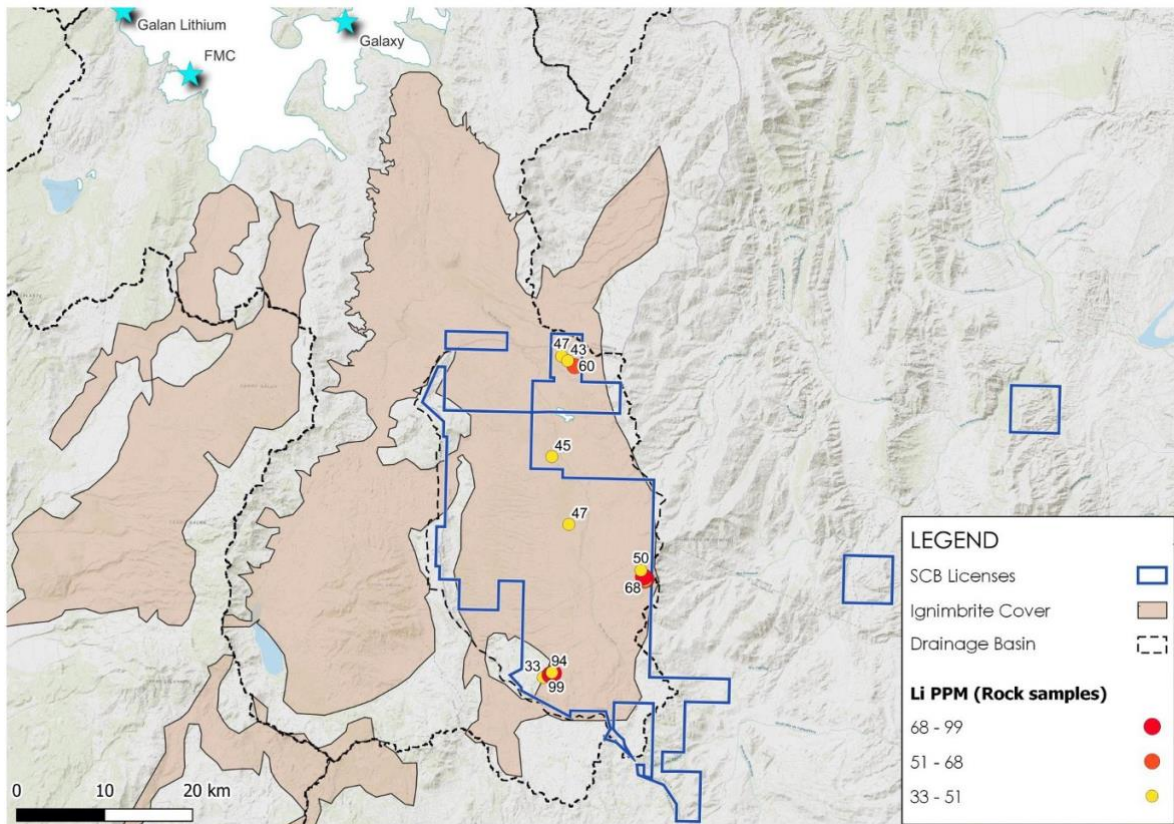 Galan Lithium
Galaxy
FMC
47
43
60
45
47
50
68
33
94
99
LEGEND
SCB Licenses
Ignimbrite Cover
Drainage Basin
Li PPM (Rock samples)
68 - 99
51 - 68
33 - 51
0 10 20 km